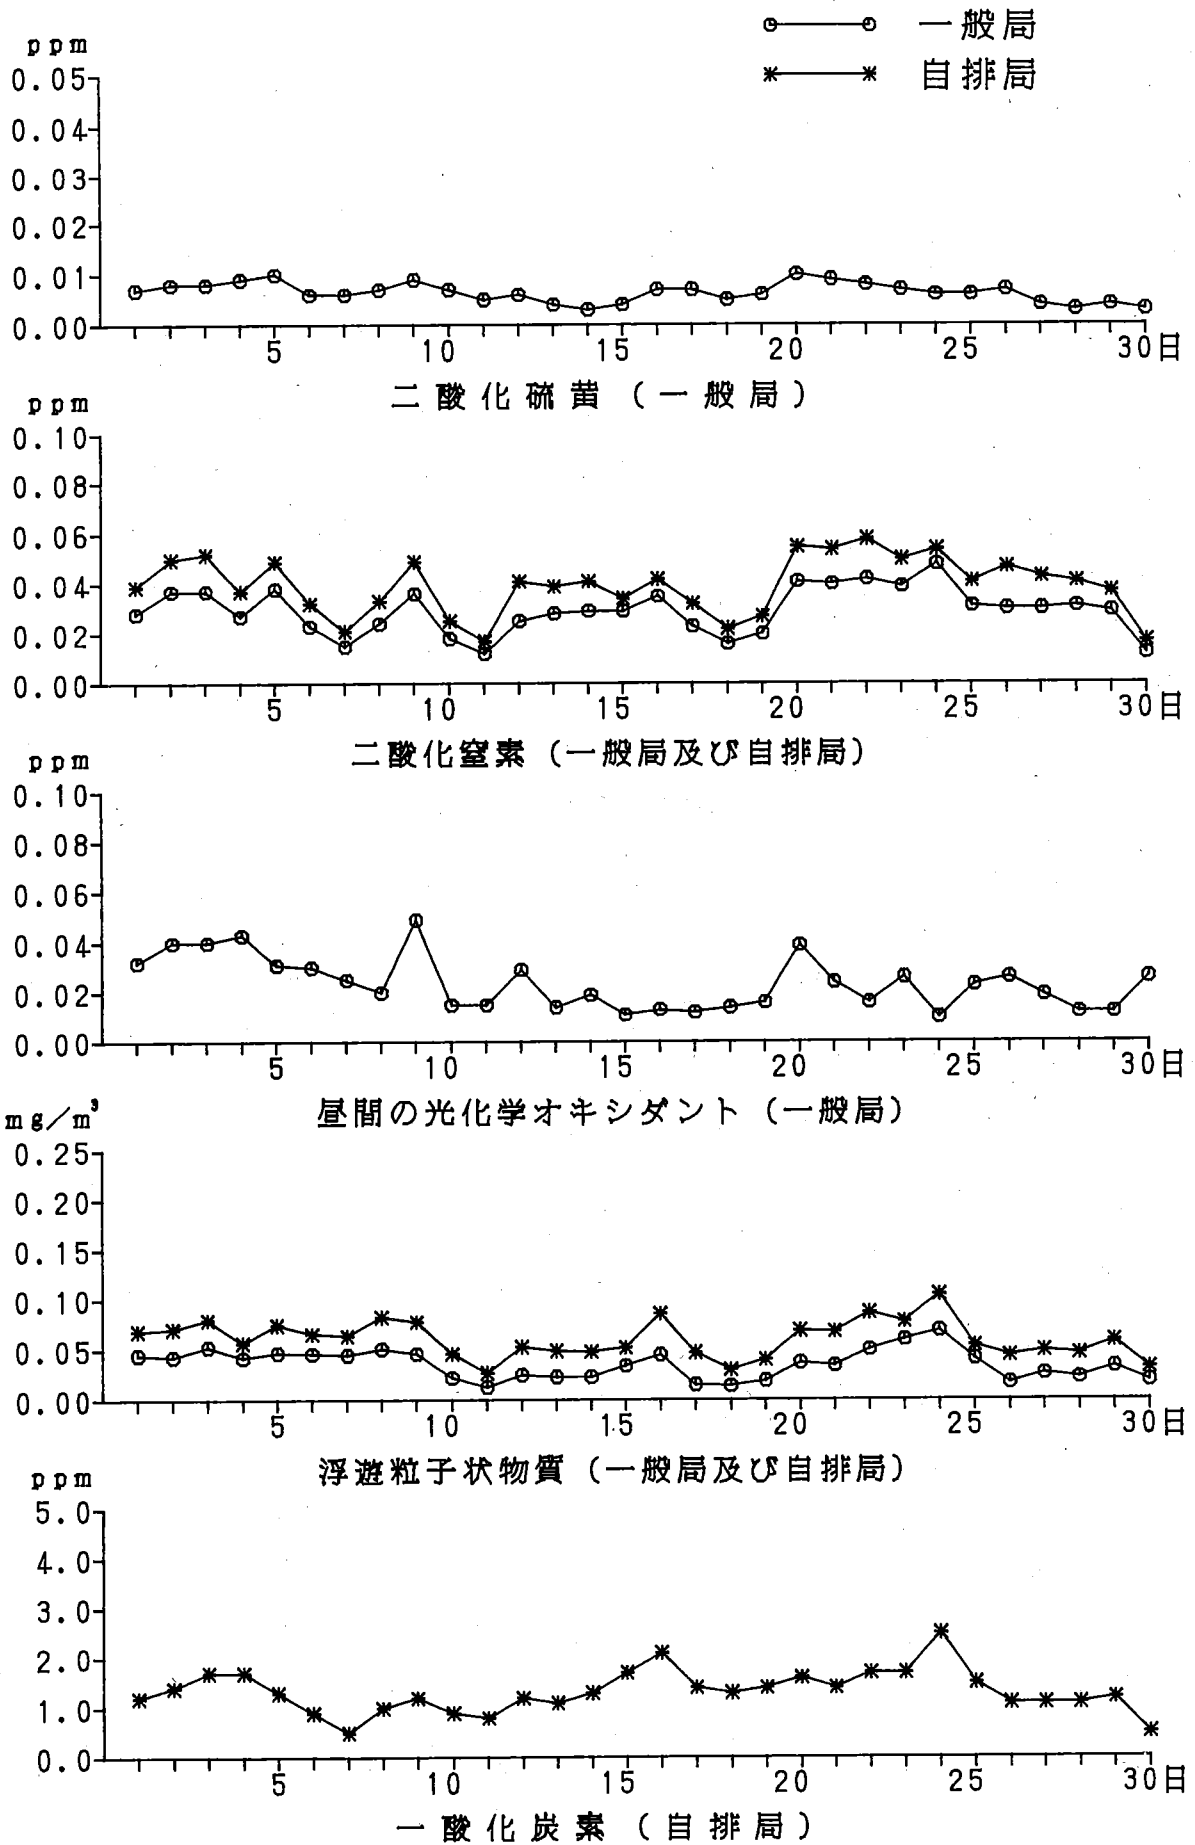 一般局
自排局
ppm
0.05
0.04
0.03
0.02
0.01
0.00
5 10 15 20 25 30日
二酸化硫黄(一般局)
ppm
0.10
0.08
0.06
0.04
0.02
0.00
5 10 15 20 25 30日
二酸化窒素(一般局及び自排局)
ppm
0.10
0.08
0.06
0.04
0.02
0.00
5 10 15 20 25 30日
昼間の光化学オキシダント(一般局)
mg/m³
0.25
0.20
0.15
0.10
0.05
0.00
5 10 15 20 25 30日
浮遊粒子状物質(一般局及び自排局)
ppm
5.0
4.0
3.0
2.0
1.0
0.0
5 10 15 20 25 30日
一酸化炭素(自排局)